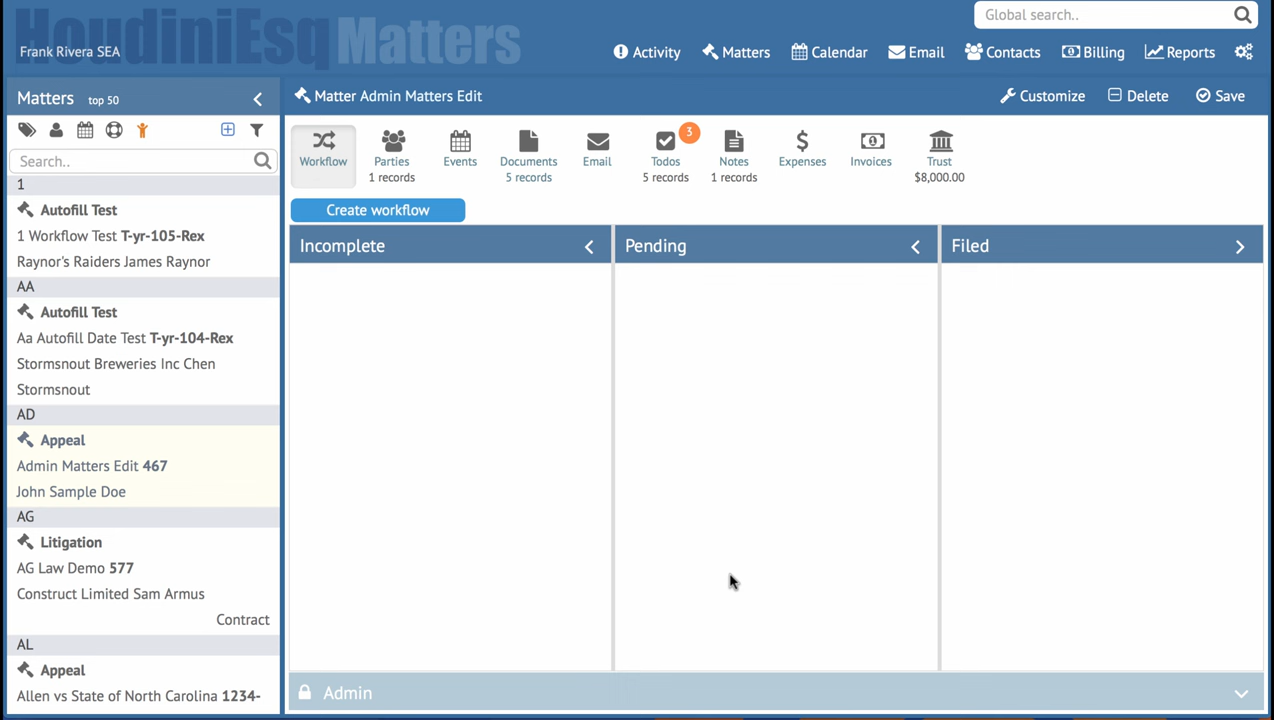 HoudiniEsq Matters
Frank Rivera SEA
Global search..
Activity Matters Calendar Email Contacts Billing Reports
Matters top 50
Search..
1
Autofill Test
1 Workflow Test T-yr-105-Rex
Raynor's Raiders James Raynor
AA
Autofill Test
Aa Autofill Date Test T-yr-104-Rex
Stormsnout Breweries Inc Chen
Stormsnout
AD
Appeal
Admin Matters Edit 467
John Sample Doe
AG
Litigation
AG Law Demo 577
Construct Limited Sam Armus
Contract
AL
Appeal
Allen vs State of North Carolina 1234-
Matter Admin Matters Edit
Customize Delete Save
3
Workflow Parties Events Documents Email Todos Notes Expenses Invoices Trust
1 records 5 records 5 records 1 records $8,000.00
Create workflow
Incomplete Pending Filed
Admin